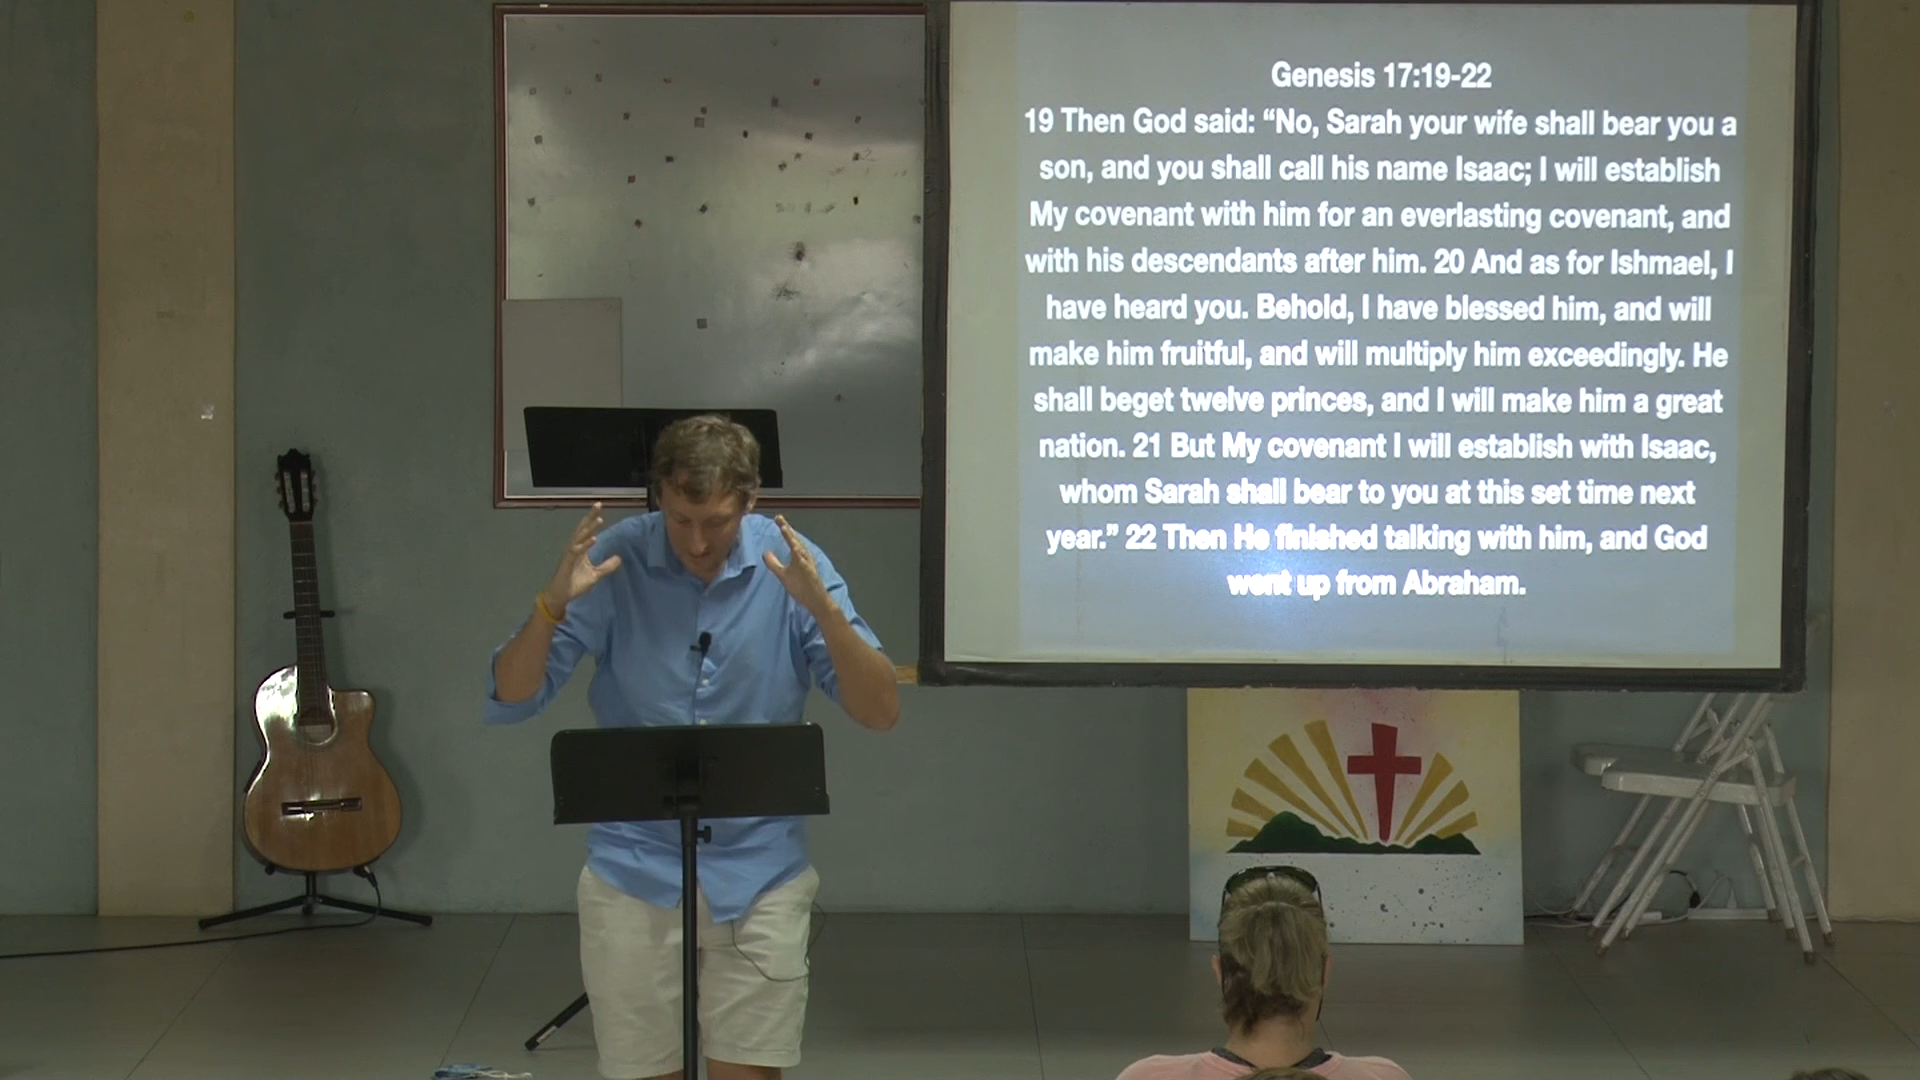 Genesis 17:19-22
19 Then God said: “No, Sarah your wife shall bear you a
son, and you shall call his name Isaac; I will establish
My covenant with him for an everlasting covenant, and
with his descendants after him. 20 And as for Ishmael, I
have heard you. Behold, I have blessed him, and will
make him fruitful, and will multiply him exceedingly. He
shall beget twelve princes, and I will make him a great
nation. 21 But My covenant I will establish with Isaac,
whom Sarah shall bear to you at this set time next
year.” 22 Then He finished talking with him, and God
went up from Abraham.